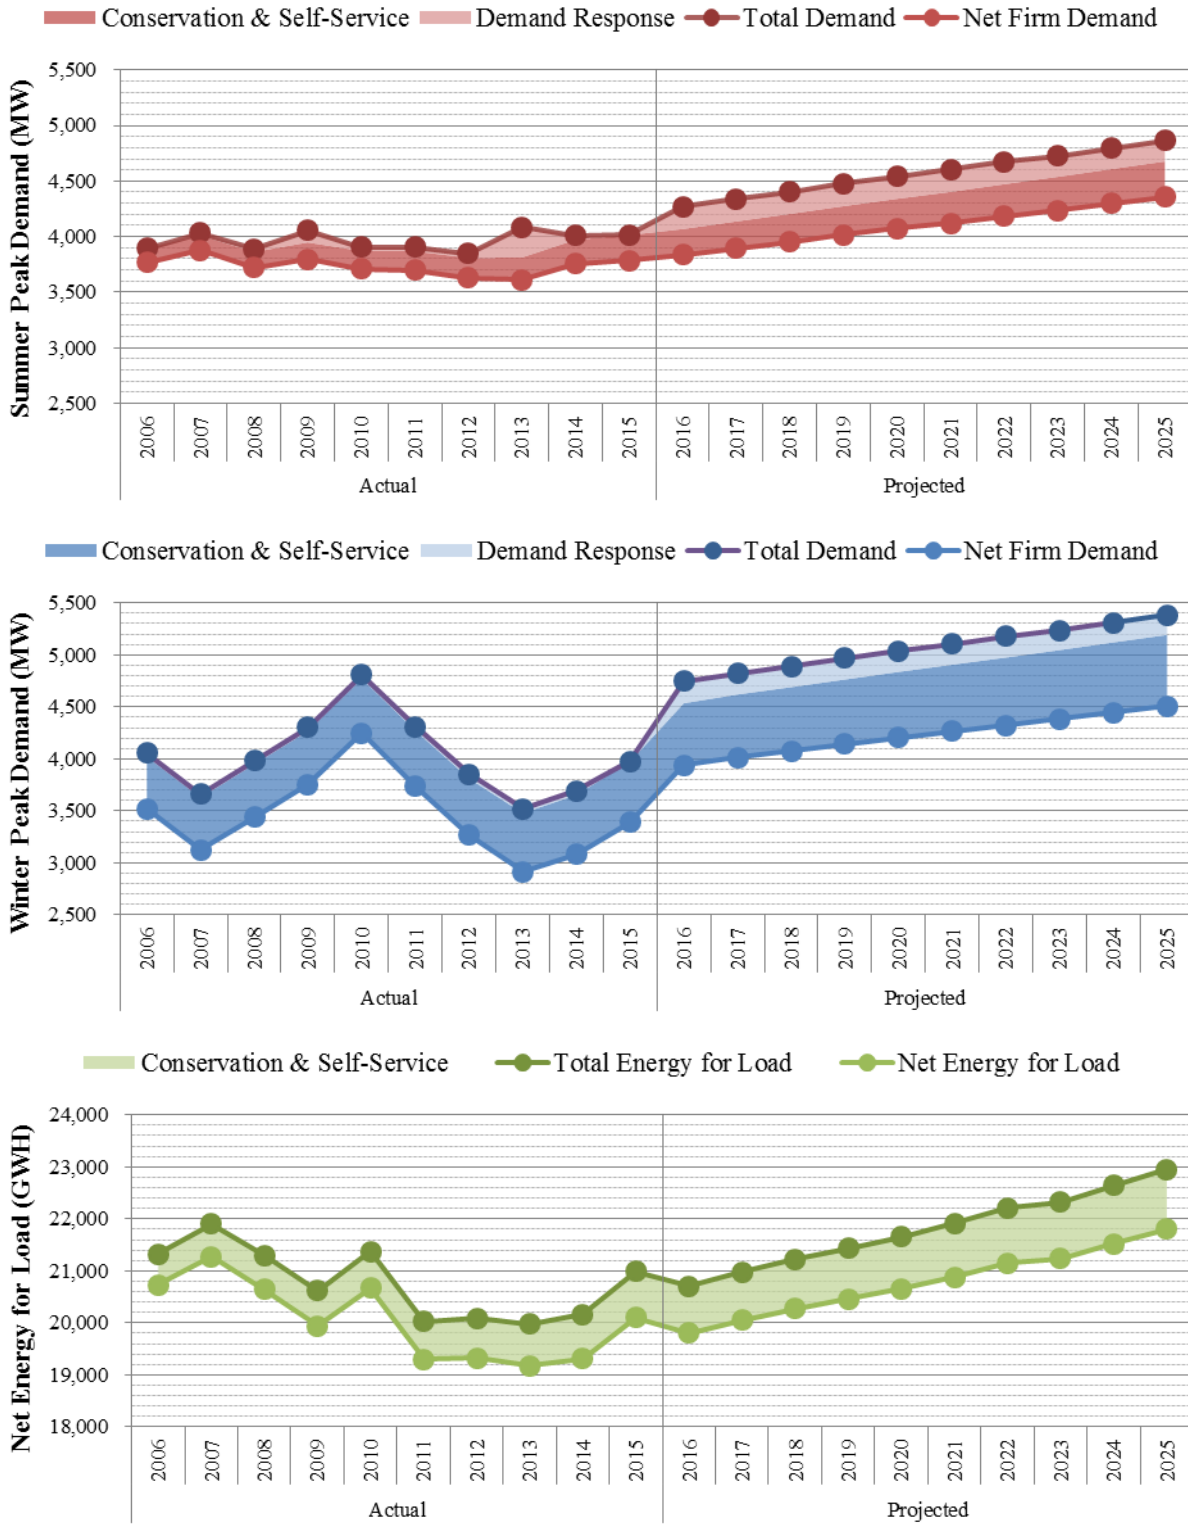 Conservation & Self-Service Demand Response Total Demand Net Firm Demand
Summer Peak Demand (MW)
5,500
5,000
4,500
4,000
3,500
3,000
2,500
2006 2007 2008 2009 2010 2011 2012 2013 2014 2015 2016 2017 2018 2019 2020 2021 2022 2023 2024 2025
Actual Projected
Conservation & Self-Service Demand Response Total Demand Net Firm Demand
Winter Peak Demand (MW)
5,500
5,000
4,500
4,000
3,500
3,000
2,500
2006 2007 2008 2009 2010 2011 2012 2013 2014 2015 2016 2017 2018 2019 2020 2021 2022 2023 2024 2025
Actual Projected
Conservation & Self-Service Total Energy for Load Net Energy for Load
Net Energy for Load (GWH)
24,000
23,000
22,000
21,000
20,000
19,000
18,000
2006 2007 2008 2009 2010 2011 2012 2013 2014 2015 2016 2017 2018 2019 2020 2021 2022 2023 2024 2025
Actual Projected